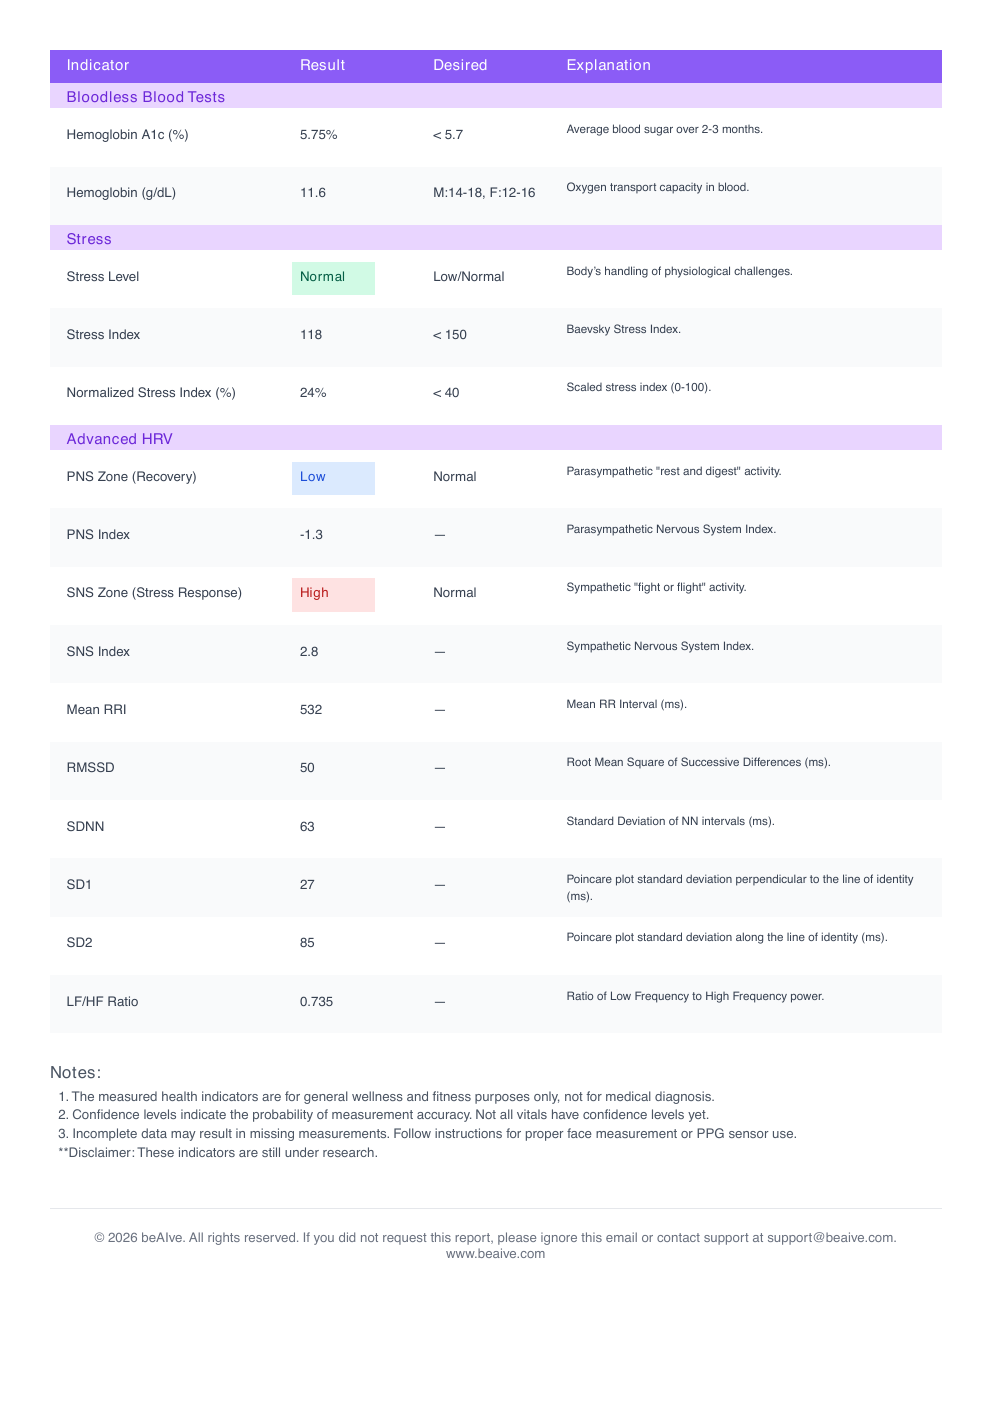 Indicator Result Desired Explanation
Bloodless Blood Tests
Hemoglobin A1c (%) 5.75% < 5.7 Average blood sugar over 2-3 months.
Hemoglobin (g/dL) 11.6 M:14-18, F:12-16 Oxygen transport capacity in blood.
Stress
Stress Level Normal Low/Normal Body's handling of physiological challenges.
Stress Index 118 < 150 Baevsky Stress Index.
Normalized Stress Index (%) 24% < 40 Scaled stress index (0-100).
Advanced HRV
PNS Zone (Recovery) Low Normal Parasympathetic "rest and digest" activity.
PNS Index -1.3 — Parasympathetic Nervous System Index.
SNS Zone (Stress Response) High Normal Sympathetic "fight or flight" activity.
SNS Index 2.8 — Sympathetic Nervous System Index.
Mean RRI 532 — Mean RR Interval (ms).
RMSSD 50 — Root Mean Square of Successive Differences (ms).
SDNN 63 — Standard Deviation of NN intervals (ms).
SD1 27 — Poincare plot standard deviation perpendicular to the line of identity
(ms).
SD2 85 — Poincare plot standard deviation along the line of identity (ms).
LF/HF Ratio 0.735 — Ratio of Low Frequency to High Frequency power.
Notes:
1. The measured health indicators are for general wellness and fitness purposes only, not for medical diagnosis.
2. Confidence levels indicate the probability of measurement accuracy. Not all vitals have confidence levels yet.
3. Incomplete data may result in missing measurements. Follow instructions for proper face measurement or PPG sensor use.
**Disclaimer: These indicators are still under research.
© 2026 beAIve. All rights reserved. If you did not request this report, please ignore this email or contact support at support@beaive.com.
www.beaive.com